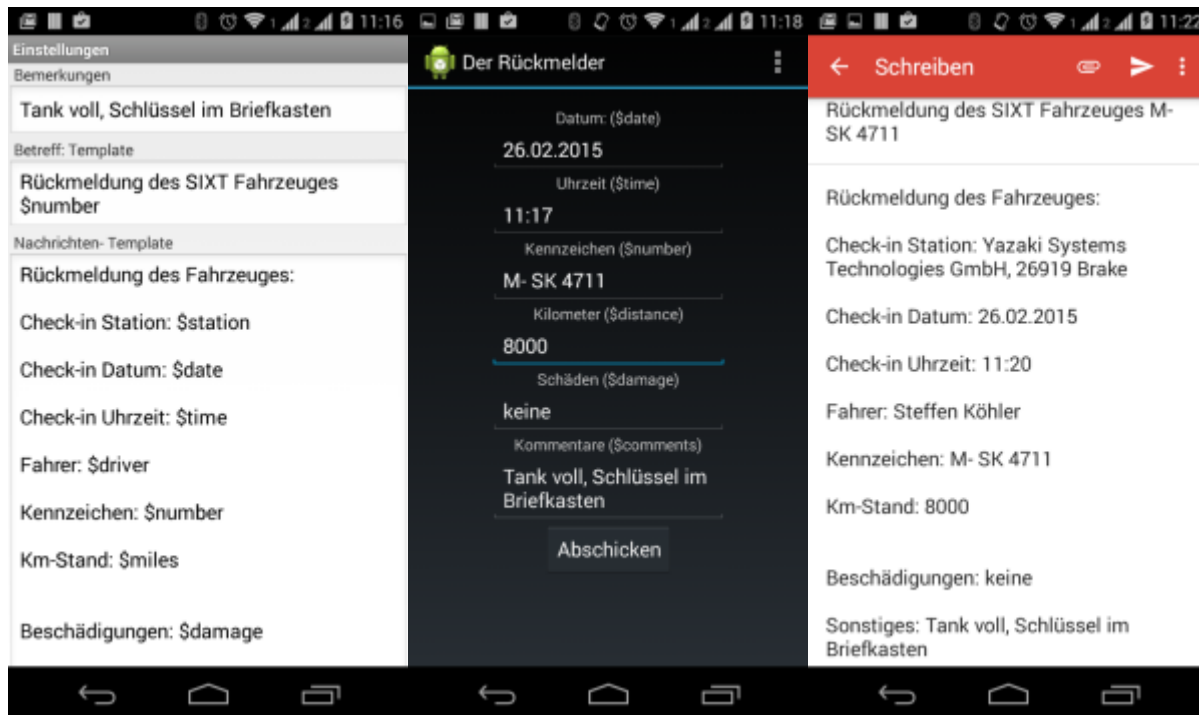 11:16
Einstellungen
Bemerkungen
Tank voll, Schlüssel im Briefkasten
Betreff: Template
Rückmeldung des SIXT Fahrzeuges
$number
Nachrichten- Template
Rückmeldung des Fahrzeuges:
Check-in Station: $station
Check-in Datum: $date
Check-in Uhrzeit: $time
Fahrer: $driver
Kennzeichen: $number
Km-Stand: $miles
Beschädigungen: $damage
1 2 11:18
Der Rückmelder
Datum: ($date)
26.02.2015
Uhrzeit ($time)
11:17
Kennzeichen ($number)
M- SK 4711
Kilometer ($distance)
8000
Schäden ($damage)
keine
Kommentare ($comments)
Tank voll, Schlüssel im
Briefkasten
Abschicken
1 2 11:22
Schreiben
Rückmeldung des SIXT Fahrzeuges M-
SK 4711
Rückmeldung des Fahrzeuges:
Check-in Station: Yazaki Systems
Technologies GmbH, 26919 Brake
Check-in Datum: 26.02.2015
Check-in Uhrzeit: 11:20
Fahrer: Steffen Köhler
Kennzeichen: M- SK 4711
Km-Stand: 8000
Beschädigungen: keine
Sonstiges: Tank voll, Schlüssel im
Briefkasten